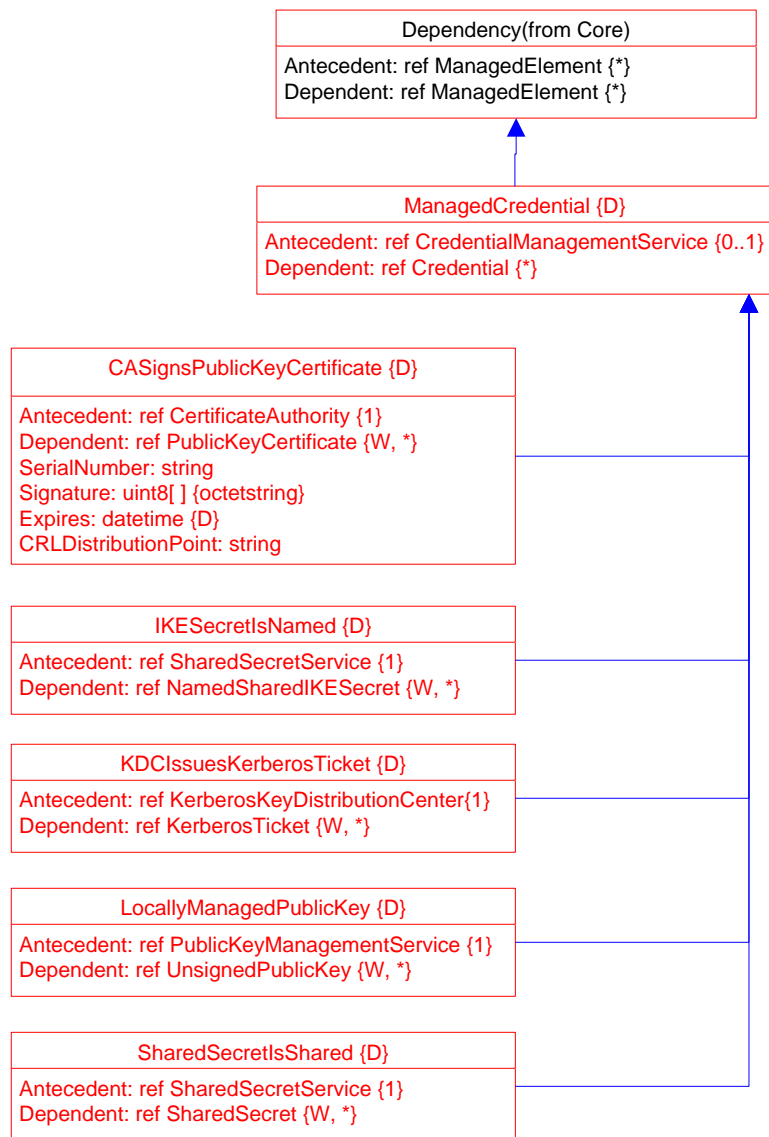 Dependency(from Core)
Antecedent: ref ManagedElement {*}
Dependent: ref ManagedElement {*}
ManagedCredential {D}
Antecedent: ref CredentialManagementService {0..1}
Dependent: ref Credential {*}
CASignsPublicKeyCertificate {D}
Antecedent: ref CertificateAuthority {1}
Dependent: ref PublicKeyCertificate {W, *}
SerialNumber: string
Signature: uint8[ ] {octetstring}
Expires: datetime {D}
CRLDistributionPoint: string
IKESecretIsNamed {D}
Antecedent: ref SharedSecretService {1}
Dependent: ref NamedSharedIKESecret {W, *}
KDCIssuesKerberosTicket {D}
Antecedent: ref KerberosKeyDistributionCenter{1}
Dependent: ref KerberosTicket {W, *}
LocallyManagedPublicKey {D}
Antecedent: ref PublicKeyManagementService {1}
Dependent: ref UnsignedPublicKey {W, *}
SharedSecretIsShared {D}
Antecedent: ref SharedSecretService {1}
Dependent: ref SharedSecret {W, *}